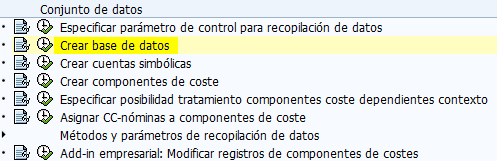 Conjunto de datos
Especificar parámetro de control para recopilación de datos
Crear base de datos
Crear cuentas simbólicas
Crear componentes de coste
Especificar posibilidad tratamiento componentes coste dependientes contexto
Asignar CC-nóminas a componentes de coste
Métodos y parámetros de recopilación de datos
Add-in empresarial: Modificar registros de componentes de costes